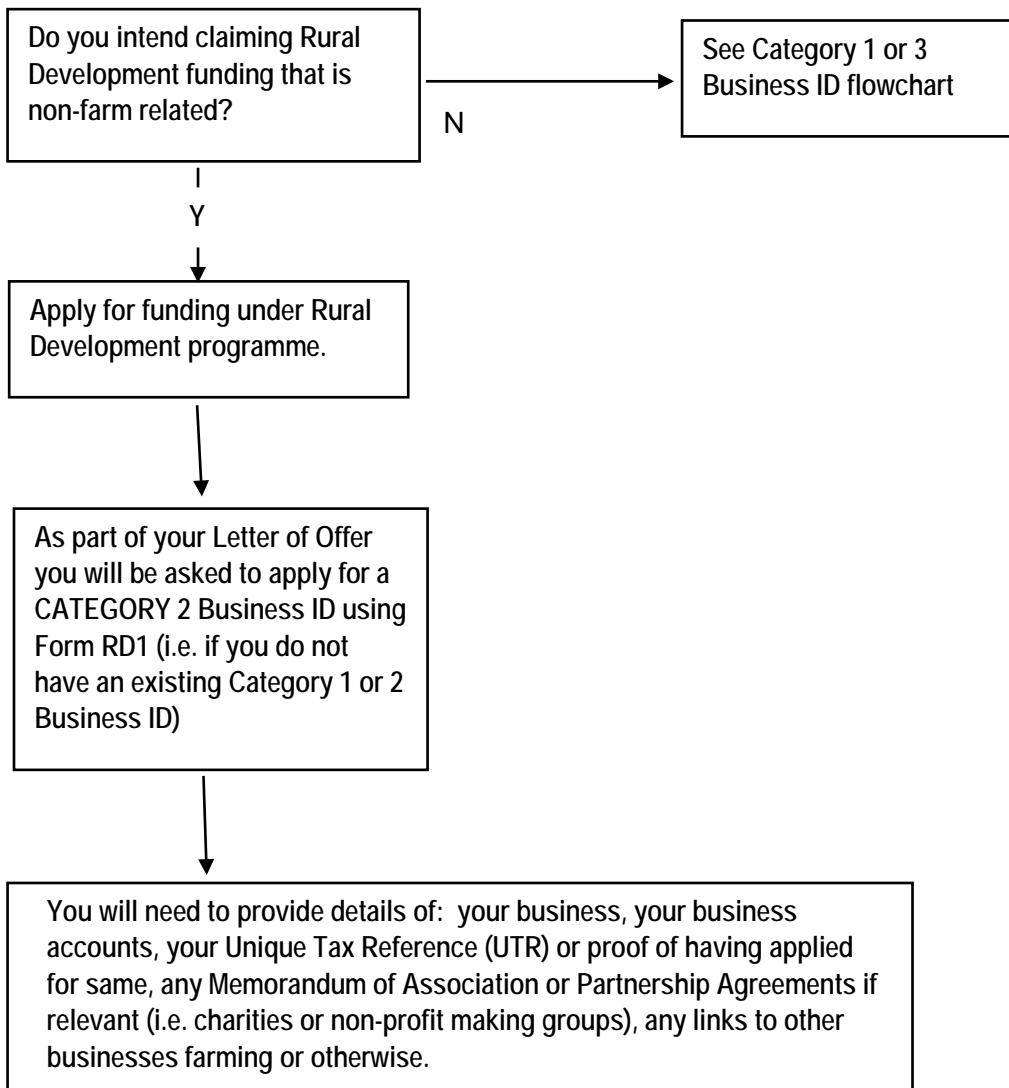 Do you intend claiming Rural
Development funding that is
non-farm related?
See Category 1 or 3
Business ID flowchart
N
Y
Apply for funding under Rural
Development programme.
As part of your Letter of Offer
you will be asked to apply for a
CATEGORY 2 Business ID using
Form RD1 (i.e. if you do not
have an existing Category 1 or 2
Business ID)
You will need to provide details of: your business, your business
accounts, your Unique Tax Reference (UTR) or proof of having applied
for same, any Memorandum of Association or Partnership Agreements if
relevant (i.e. charities or non-profit making groups), any links to other
businesses farming or otherwise.